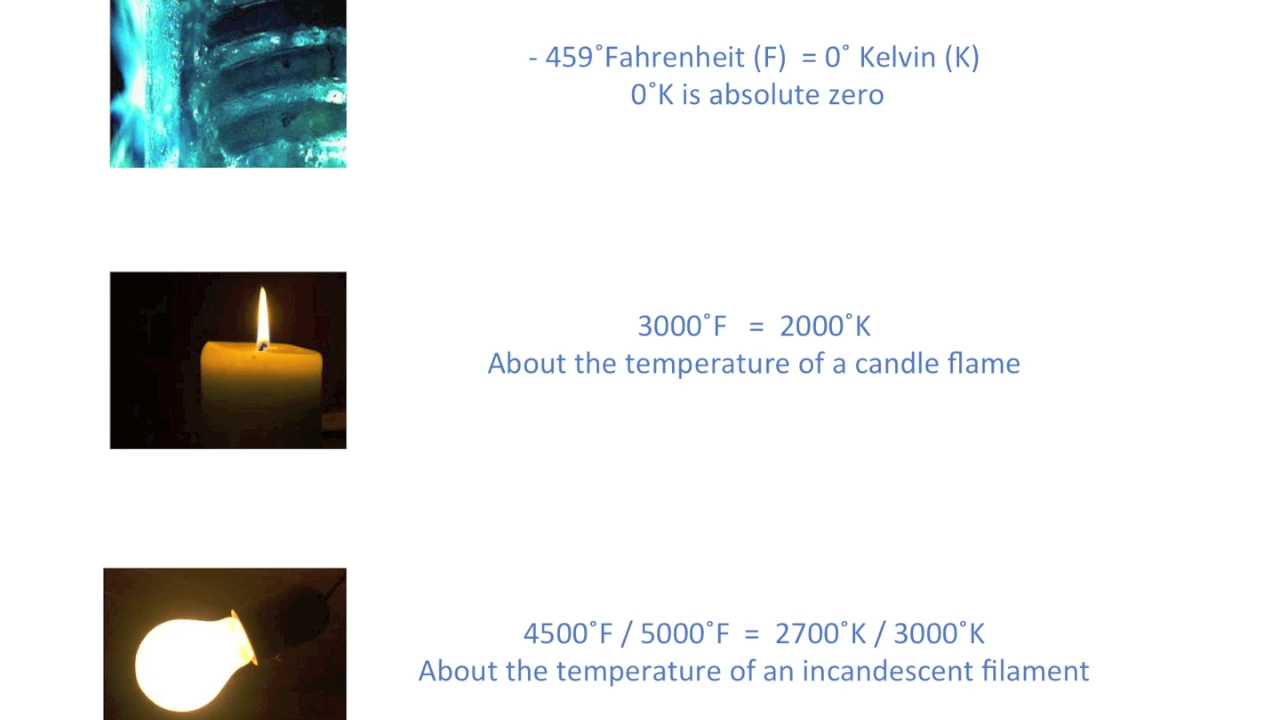 - 459˚Fahrenheit (F)  = 0˚ Kelvin (K)
0˚K is absolute zero
3000˚F   =  2000˚K
About the temperature of a candle flame
4500˚F / 5000˚F  =  2700˚K / 3000˚K
About the temperature of an incandescent filament